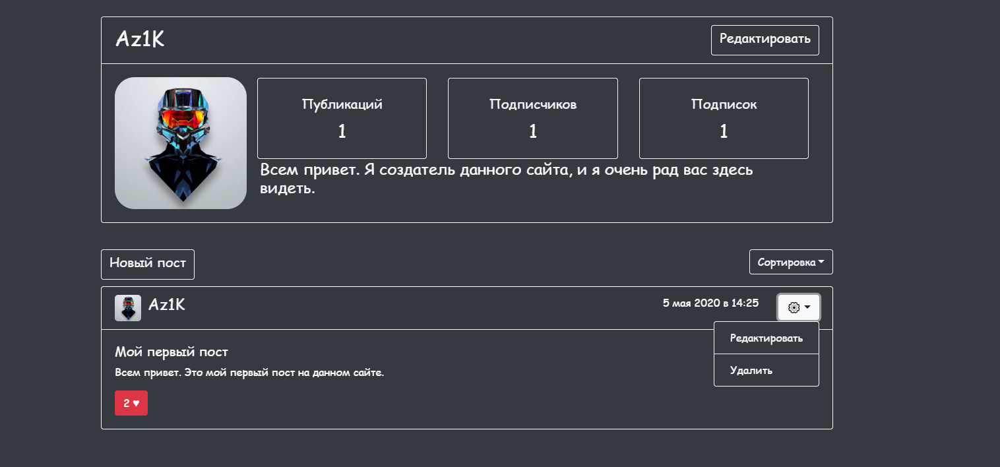 Az1K
Редактировать
Публикаций
Подписчиков
Подписок
1
1
1
Всем привет. Я создатель данного сайта, и я очень рад вас здесь
видеть.
Новый пост
Сортировка
Az1K
5 мая 2020 в 14:25
Редактировать
Удалить
Мой первый пост
Всем привет. Это мой первый пост на данном сайте.
2 ♥